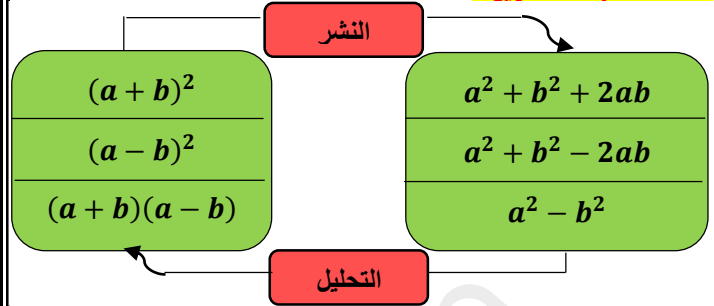 النشر
(a + b)²
(a − b)²
(a + b)(a − b)
a² + b² + 2ab
a² + b² − 2ab
a² − b²
التحليل